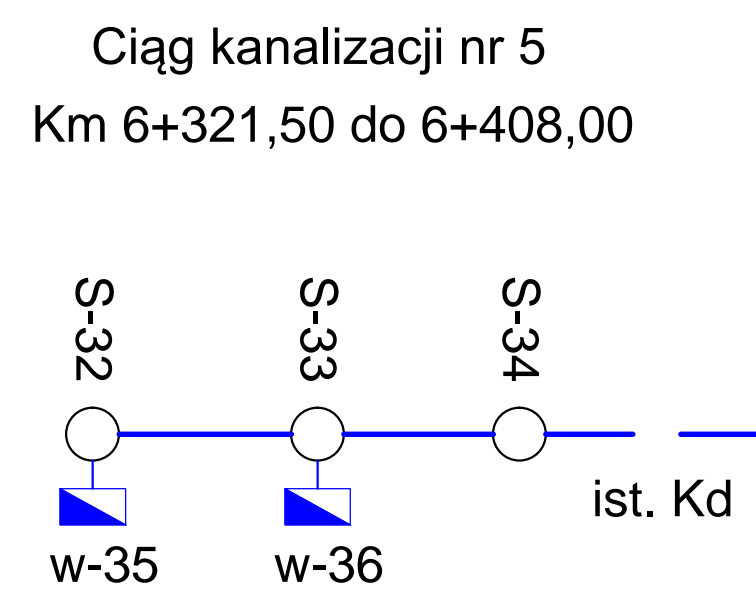 Ciąg kanalizacji nr 5
Km 6+321,50 do 6+408,00
S-32
S-33
S-34
ist. Kd
w-35
w-36